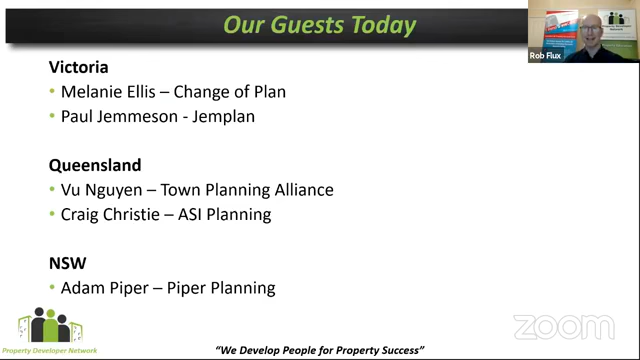 Our Guests Today
Rob Flux
Victoria
• Melanie Ellis – Change of Plan
• Paul Jemmeson - Jemplan
Queensland
• Vu Nguyen – Town Planning Alliance
• Craig Christie – ASI Planning
NSW
• Adam Piper – Piper Planning
Property Developer Network
“We Develop People for Property Success”
zoom